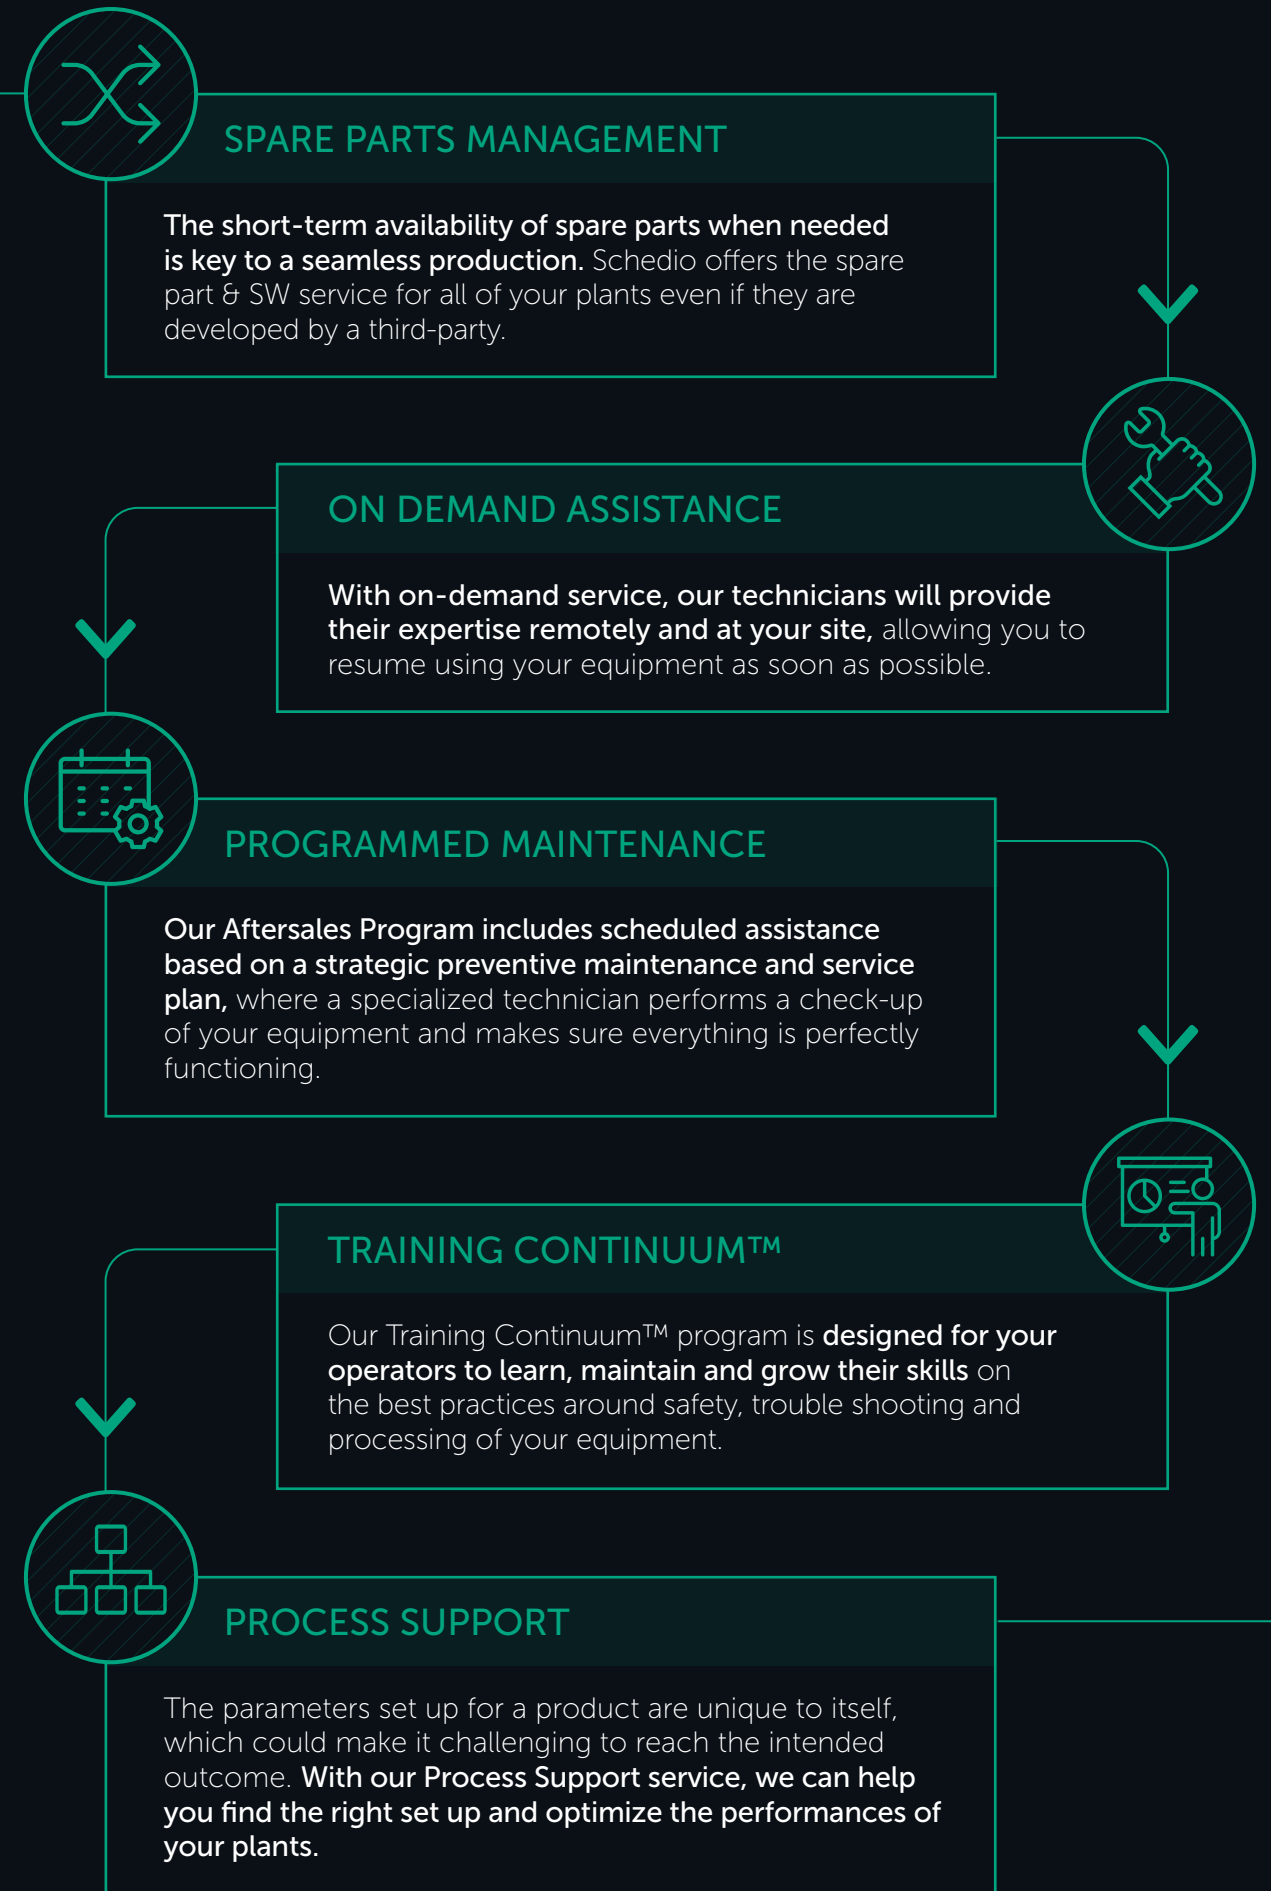 SPARE PARTS MANAGEMENT
The short-term availability of spare parts when needed
is key to a seamless production. Schedio offers the spare
part & SW service for all of your plants even if they are
developed by a third-party.
ON DEMAND ASSISTANCE
With on-demand service, our technicians will provide
their expertise remotely and at your site, allowing you to
resume using your equipment as soon as possible.
PROGRAMMED MAINTENANCE
Our Aftersales Program includes scheduled assistance
based on a strategic preventive maintenance and service
plan, where a specialized technician performs a check-up
of your equipment and makes sure everything is perfectly
functioning.
TRAINING CONTINUUM™
Our Training Continuum™ program is designed for your
operators to learn, maintain and grow their skills on
the best practices around safety, trouble shooting and
processing of your equipment.
PROCESS SUPPORT
The parameters set up for a product are unique to itself,
which could make it challenging to reach the intended
outcome. With our Process Support service, we can help
you find the right set up and optimize the performances of
your plants.